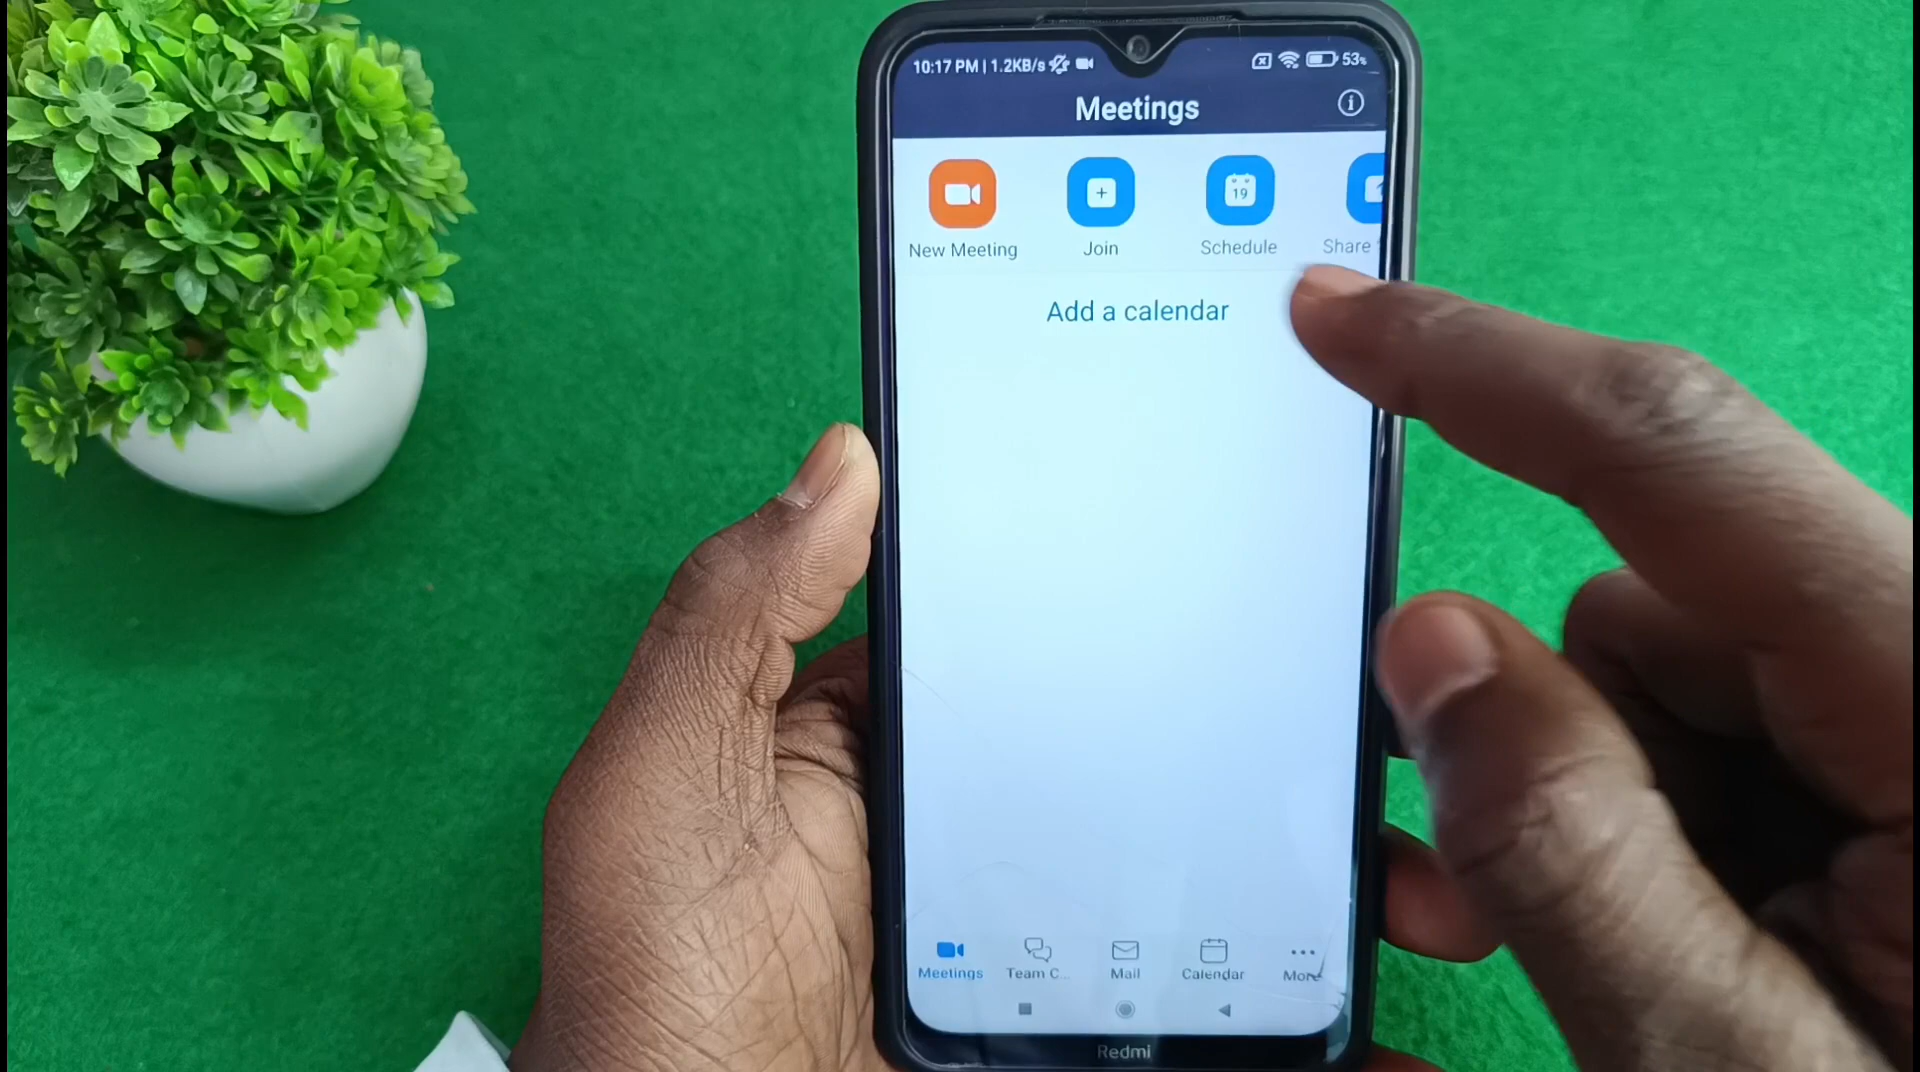 10:17 PM | 1.2KB/s 53%
Meetings
19
New Meeting Join Schedule Share
Add a calendar
Meetings Team C... Mail Calendar More
Redmi